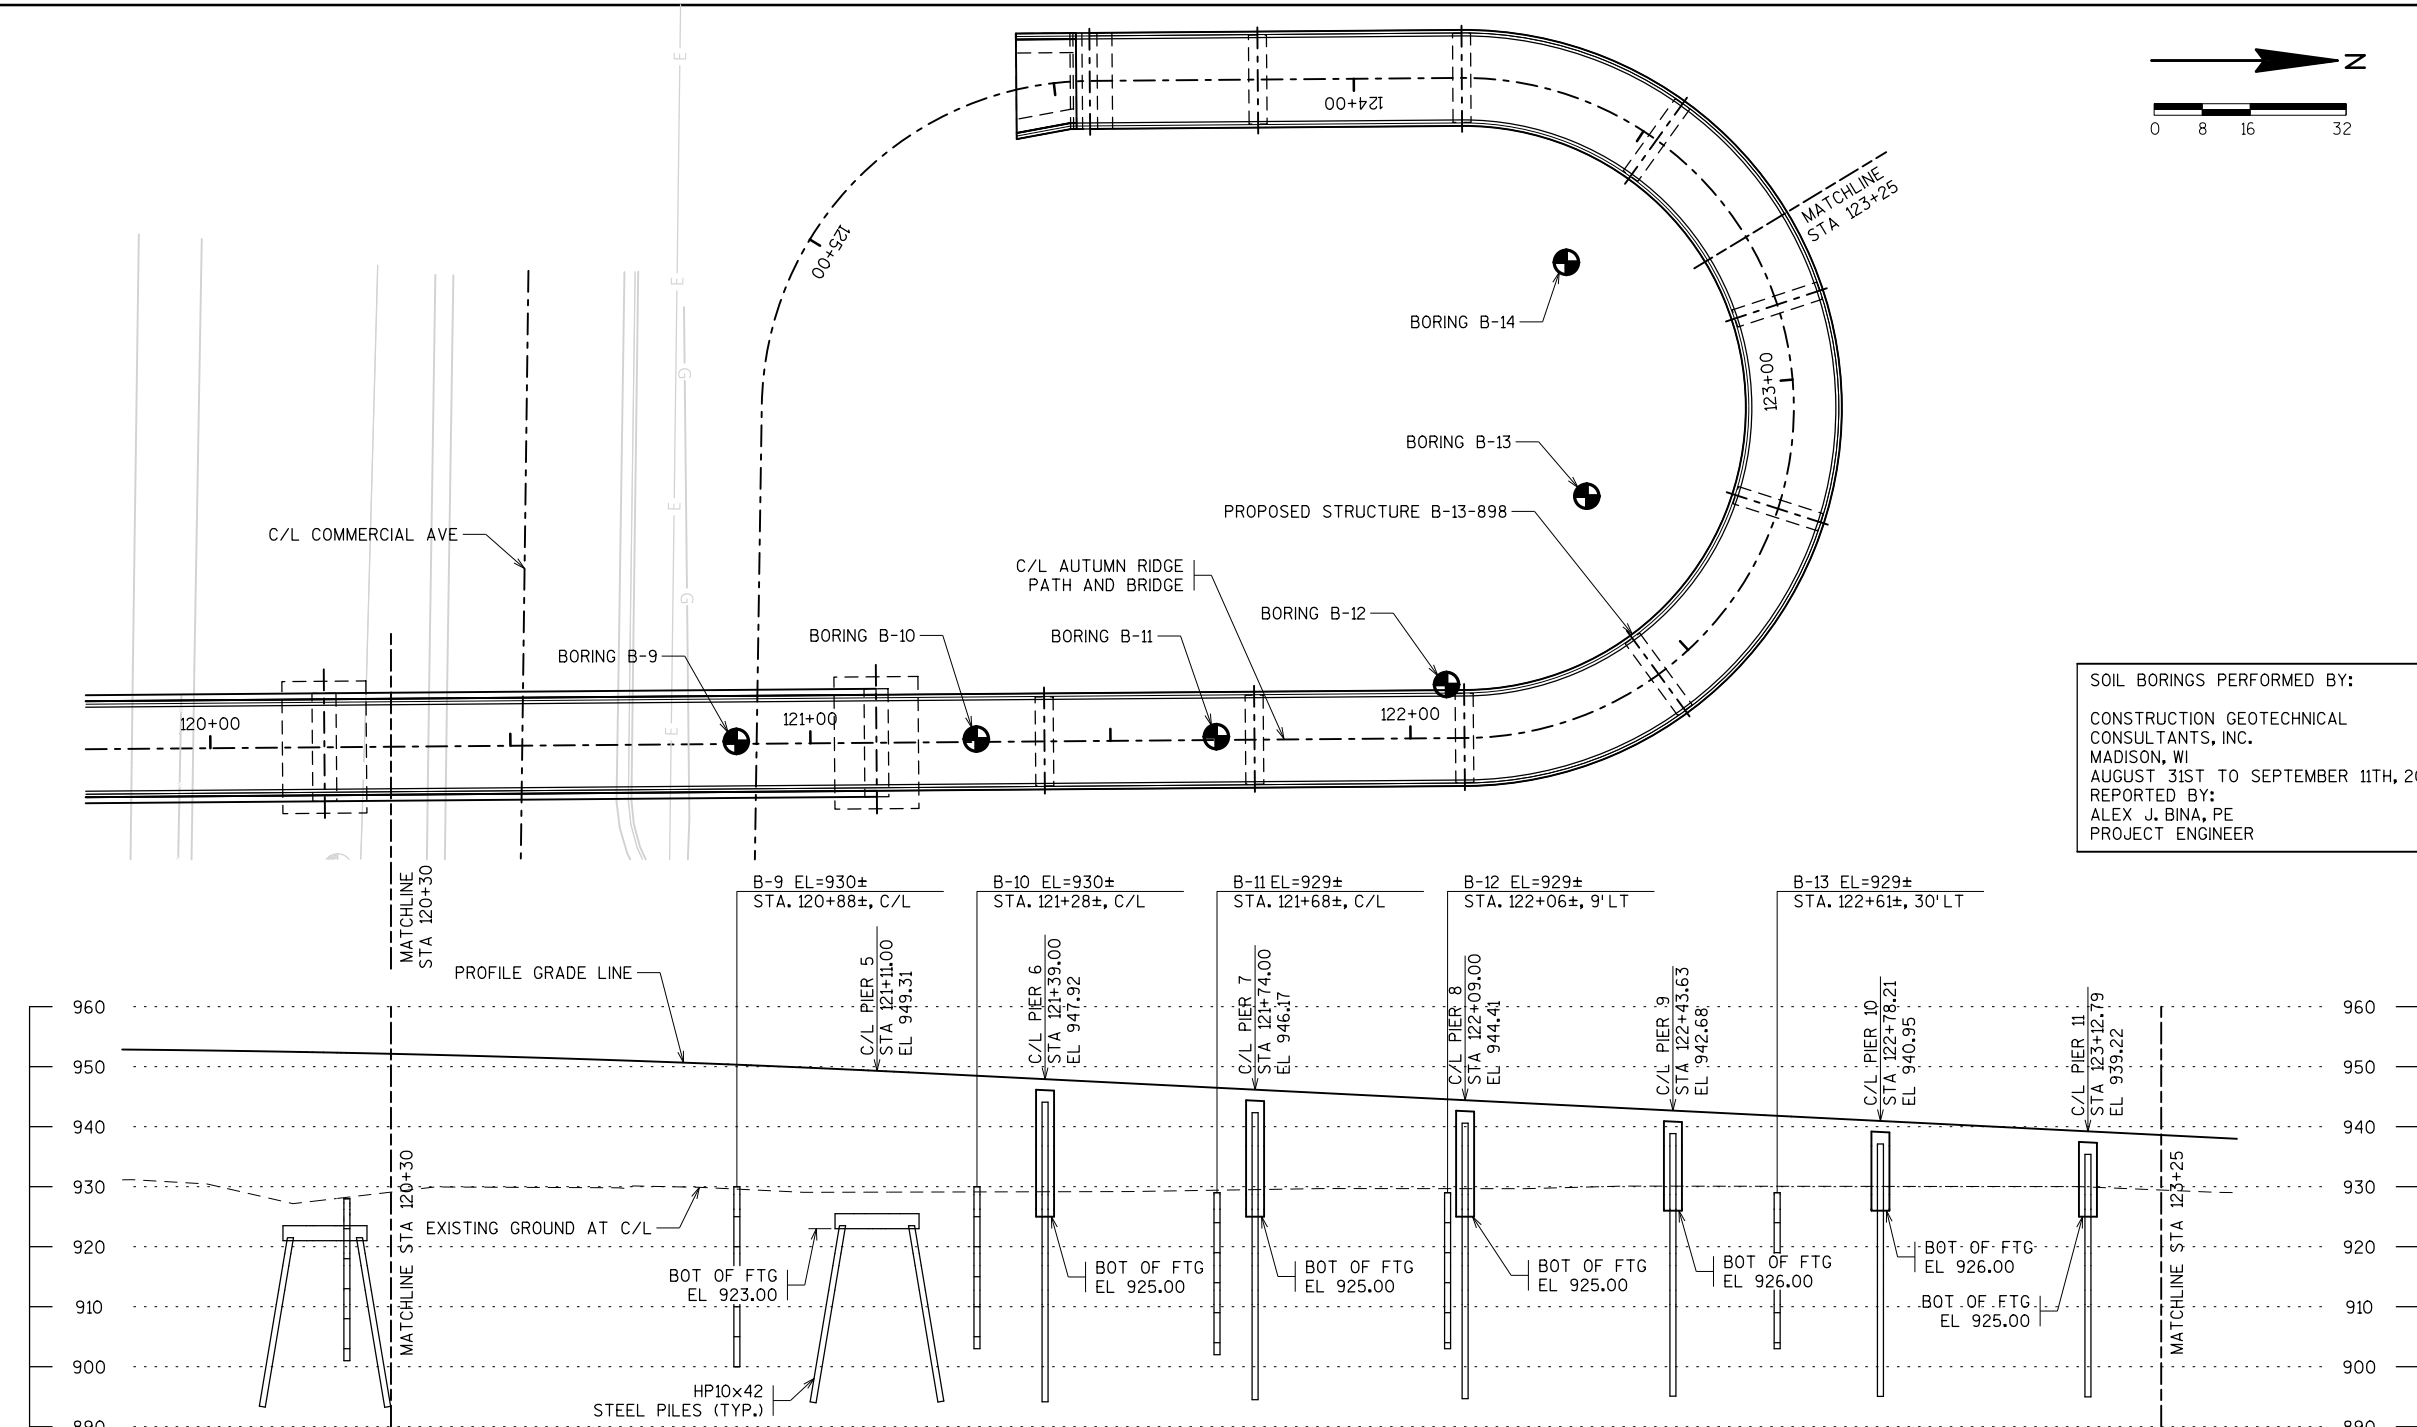 N
0 8 16 32
124+00
125+00
MATCHLINE
STA 123+25
BORING B-14
123+00
BORING B-13
PROPOSED STRUCTURE B-13-898
C/L COMMERCIAL AVE
C/L AUTUMN RIDGE
PATH AND BRIDGE
BORING B-12
BORING B-11
BORING B-10
BORING B-9
E
E
E
E
G
G
120+00
121+00
122+00
SOIL BORINGS PERFORMED BY:
CONSTRUCTION GEOTECHNICAL
CONSULTANTS, INC.
MADISON, WI
AUGUST 31ST TO SEPTEMBER 11TH,
REPORTED BY:
ALEX J. BINA, PE
PROJECT ENGINEER
MATCHLINE
STA 120+30
B-9 EL=930±
STA. 120+88±, C/L
B-10 EL=930±
STA. 121+28±, C/L
B-11 EL=929±
STA. 121+68±, C/L
B-12 EL=929±
STA. 122+06±, 9'LT
B-13 EL=929±
STA. 122+61±, 30'LT
PROFILE GRADE LINE
C/L PIER 5
STA 121+11.00
EL 949.31
C/L PIER 6
STA 121+39.00
EL 947.92
C/L PIER 7
STA 121+74.00
EL 946.17
C/L PIER 8
STA 122+09.00
EL 944.41
C/L PIER 9
STA 122+43.63
EL 942.68
C/L PIER 10
STA 122+78.21
EL 940.95
C/L PIER 11
STA 123+12.79
EL 939.22
960 960
950 950
940 940
930 930
920 920
910 910
900 900
890 890
MATCHLINE STA 120+30
MATCHLINE STA 123+25
EXISTING GROUND AT C/L
BOT OF FTG
EL 923.00
BOT OF FTG
EL 925.00
BOT OF FTG
EL 925.00
BOT OF FTG
EL 925.00
BOT OF FTG
EL 926.00
BOT OF FTG
EL 926.00
BOT OF FTG
EL 925.00
HP10x42
STEEL PILES (TYP.)